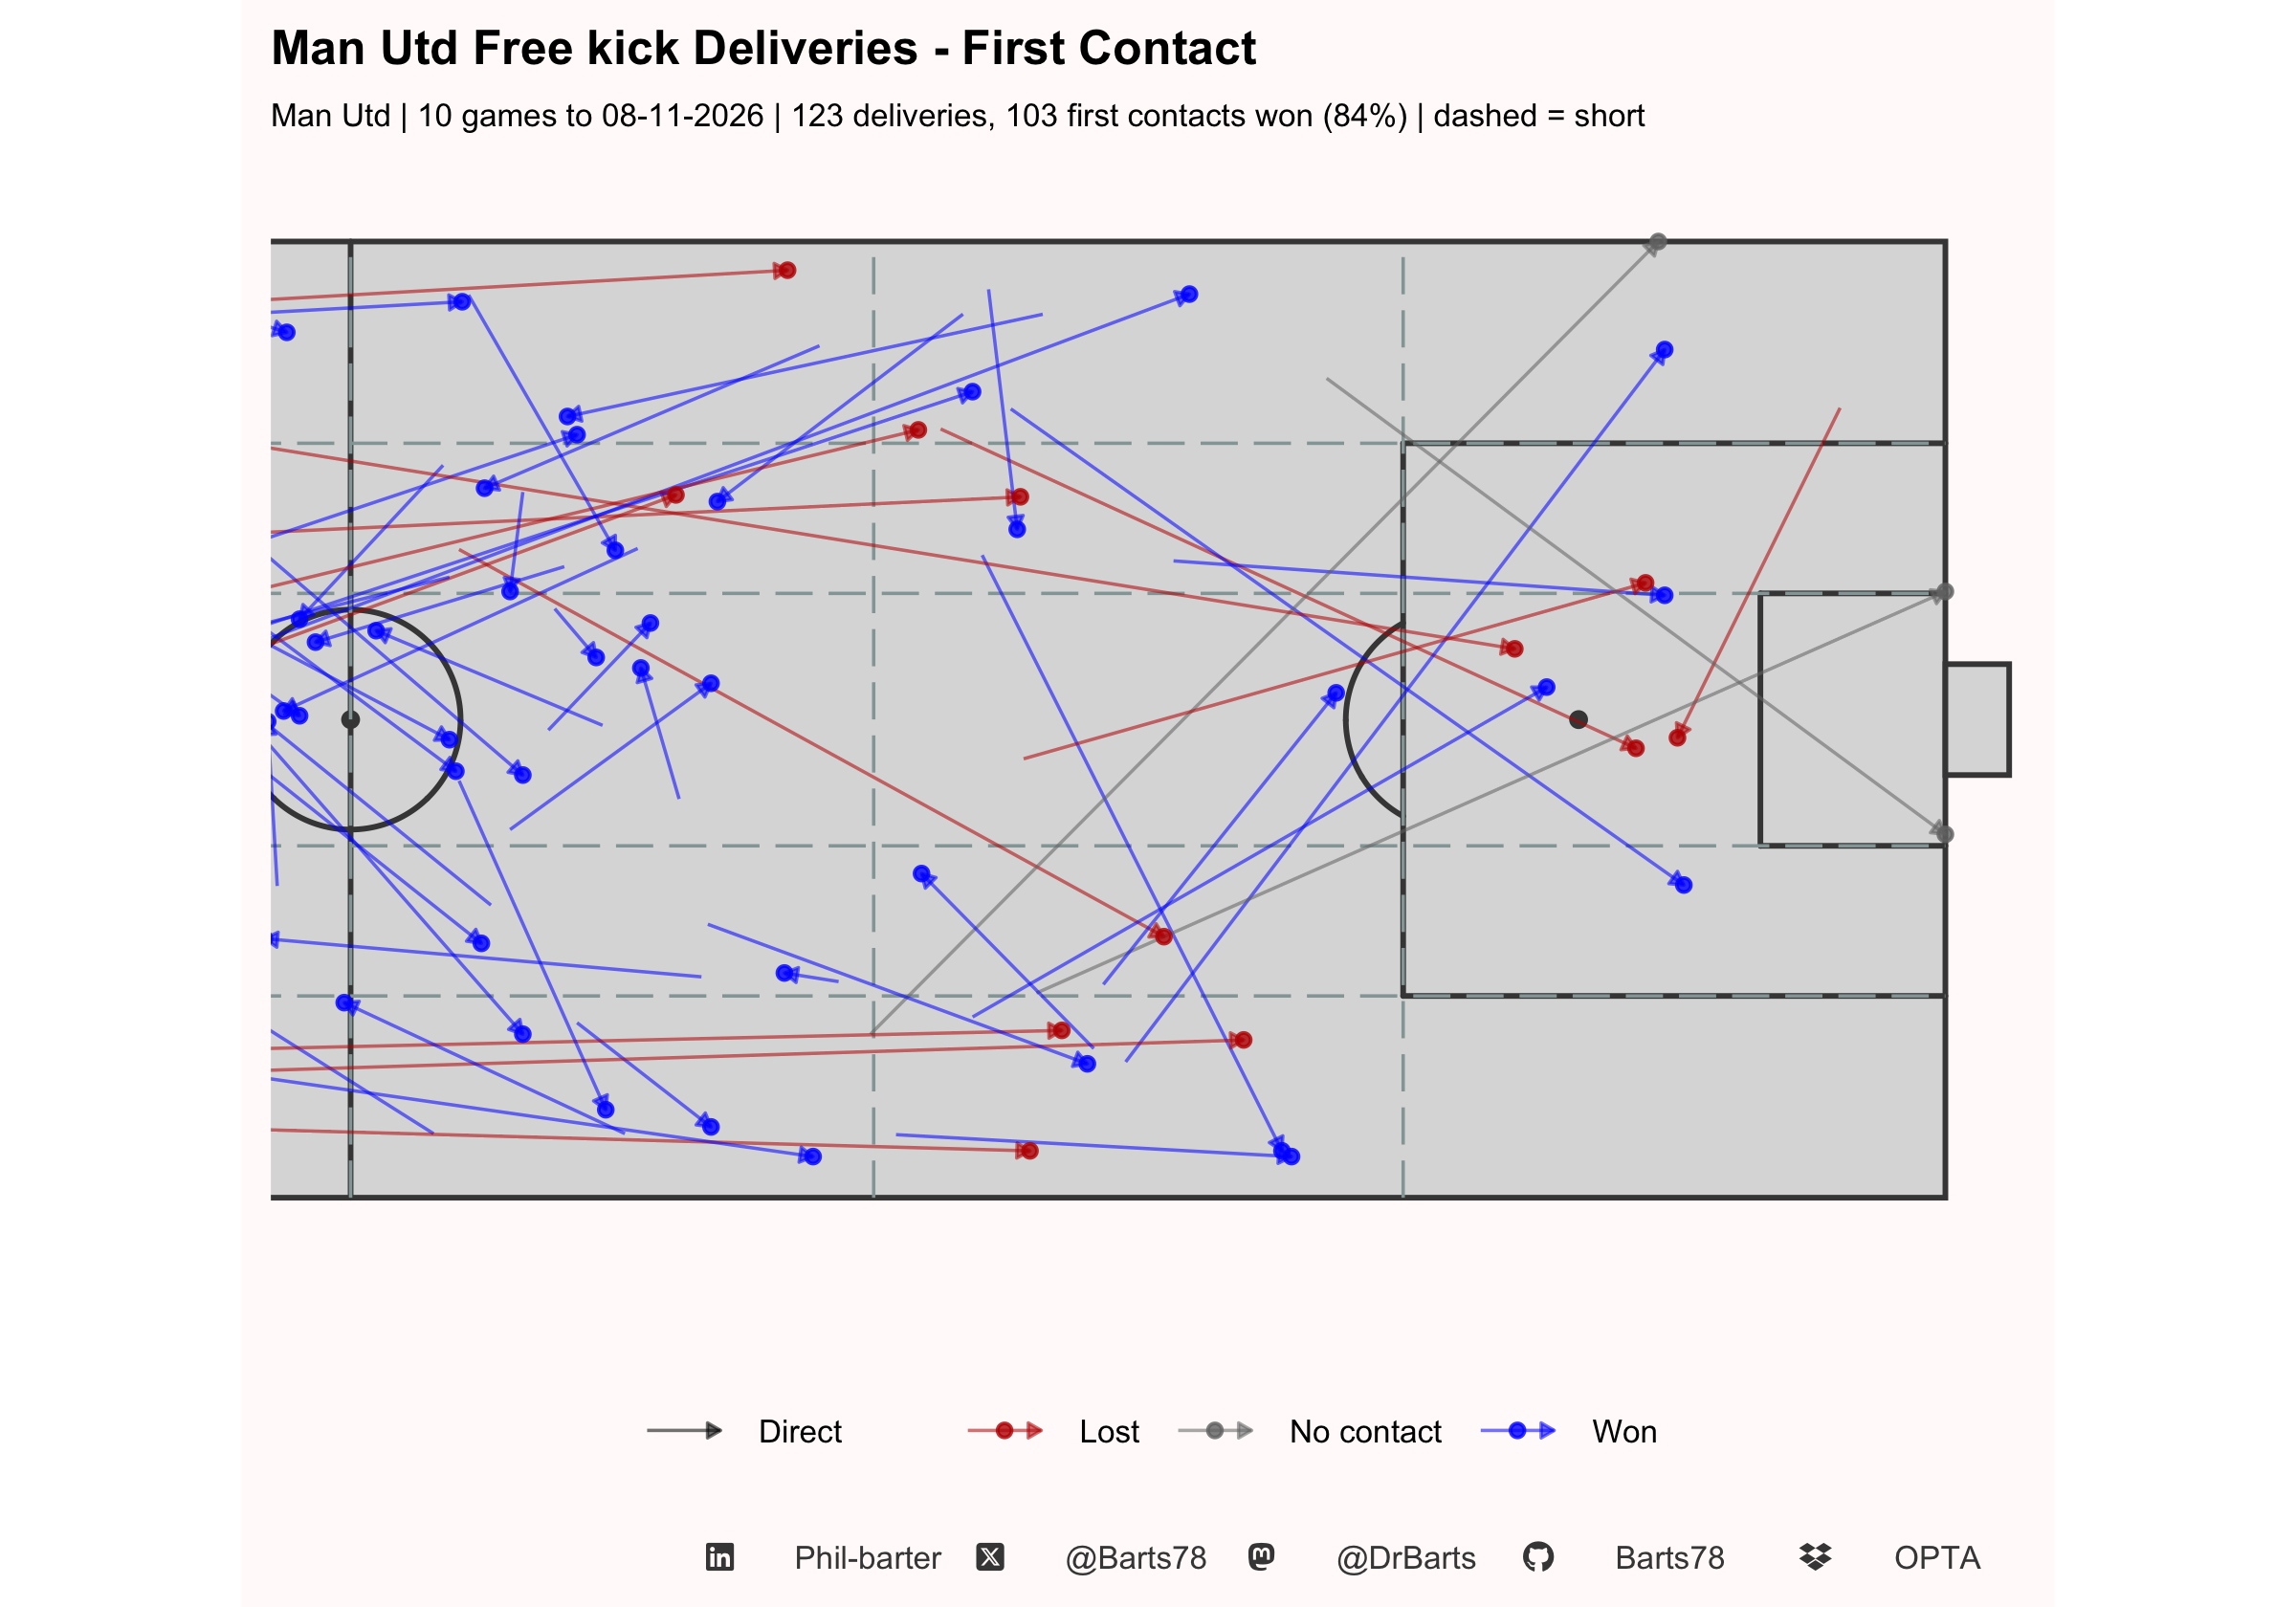 Man Utd Free kick Deliveries - First Contact
Man Utd | 10 games to 08-11-2026 | 123 deliveries, 103 first contacts won (84%) | dashed = short
Direct Lost No contact Won
Phil-barter @Barts78 @DrBarts Barts78 OPTA